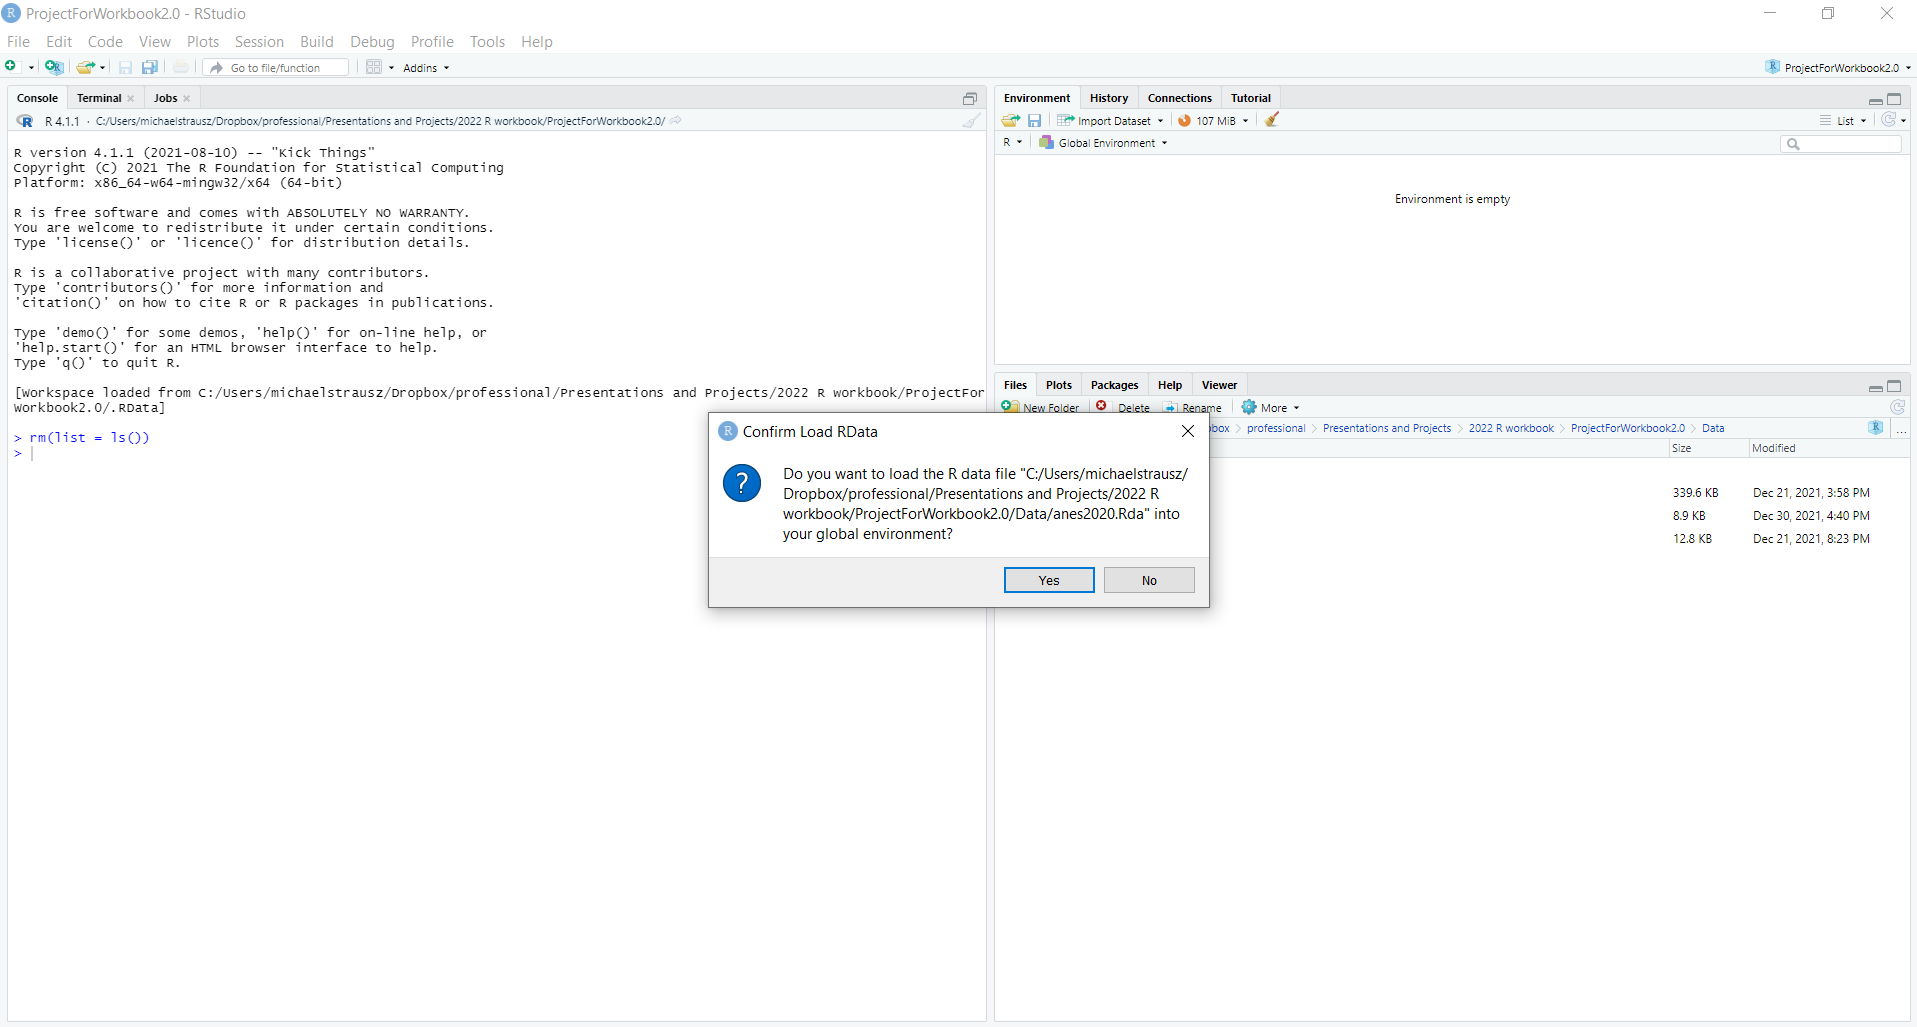 ProjectForWorkbook2.0 - RStudio
File Edit Code View Plots Session Build Debug Profile Tools Help
Go to file/function Addins ProjectForWorkbook2.0
Console Terminal Jobs
R 4.1.1 · C:/Users/michaelstrausz/Dropbox/professional/Presentations and Projects/2022 R workbook/ProjectForWorkbook2.0/
R version 4.1.1 (2021-08-10) -- "Kick Things"
Copyright (C) 2021 The R Foundation for Statistical Computing
Platform: x86_64-w64-mingw32/x64 (64-bit)
R is free software and comes with ABSOLUTELY NO WARRANTY.
You are welcome to redistribute it under certain conditions.
Type 'license()' or 'licence()' for distribution details.
R is a collaborative project with many contributors.
Type 'contributors()' for more information and
'citation()' on how to cite R or R packages in publications.
Type 'demo()' for some demos, 'help()' for on-line help, or
'help.start()' for an HTML browser interface to help.
Type 'q()' to quit R.
[Workspace loaded from C:/Users/michaelstrausz/Dropbox/professional/Presentations and Projects/2022 R workbook/ProjectFor
Workbook2.0/.RData]
> rm(list = ls())
>
Environment History Connections Tutorial
Import Dataset 107 MiB List
R Global Environment
Environment is empty
Files Plots Packages Help Viewer
New Folder Delete Rename More
box professional Presentations and Projects 2022 R workbook ProjectForWorkbook2.0 Data ...
Size Modified
339.6 KB Dec 21, 2021, 3:58 PM
8.9 KB Dec 30, 2021, 4:40 PM
12.8 KB Dec 21, 2021, 8:23 PM
Confirm Load RData
Do you want to load the R data file "C:/Users/michaelstrausz/
Dropbox/professional/Presentations and Projects/2022 R
workbook/ProjectForWorkbook2.0/Data/anes2020.Rda" into
your global environment?
Yes No